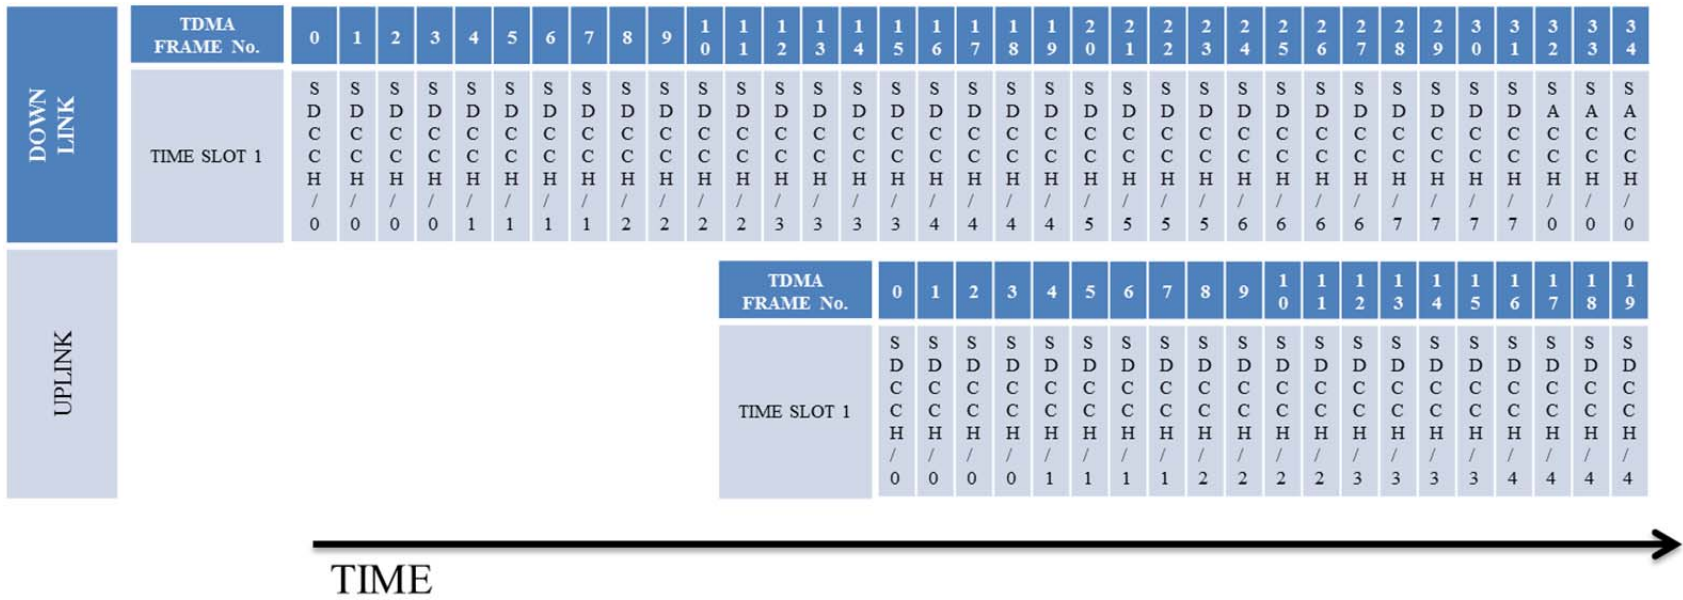 DOWN LINK
TDMA FRAME No. 0 1 2 3 4 5 6 7 8 9 10 11 12 13 14 15 16 17 18 19 20 21 22 23 24 25 26 27 28 29 30 31 32 33 34
TIME SLOT 1 SDCCH/0 SDCCH/0 SDCCH/0 SDCCH/0 SDCCH/1 SDCCH/1 SDCCH/1 SDCCH/1 SDCCH/2 SDCCH/2 SDCCH/2 SDCCH/2 SDCCH/3 SDCCH/3 SDCCH/3 SDCCH/3 SDCCH/4 SDCCH/4 SDCCH/4 SDCCH/4 SDCCH/5 SDCCH/5 SDCCH/5 SDCCH/5 SDCCH/6 SDCCH/6 SDCCH/6 SDCCH/6 SDCCH/7 SDCCH/7 SDCCH/7 SDCCH/7 SACCH/0 SACCH/0 SACCH/0
UPLINK
TDMA FRAME No. 0 1 2 3 4 5 6 7 8 9 10 11 12 13 14 15 16 17 18 19
TIME SLOT 1 SDCCH/0 SDCCH/0 SDCCH/0 SDCCH/0 SDCCH/1 SDCCH/1 SDCCH/1 SDCCH/1 SDCCH/2 SDCCH/2 SDCCH/2 SDCCH/2 SDCCH/3 SDCCH/3 SDCCH/3 SDCCH/3 SDCCH/4 SDCCH/4 SDCCH/4 SDCCH/4
TIME